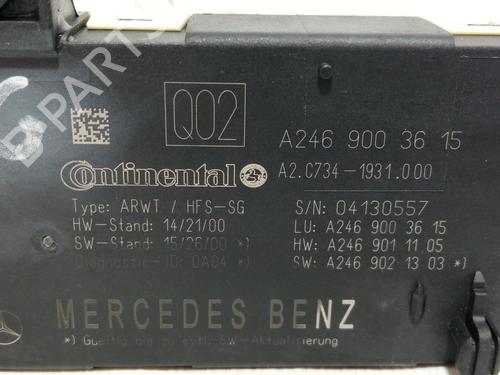 Q02
A246 900 36 15
Continental
A2.C734-1931.000
Type: ARWT / HFS-SG
S/N: 04130557
HW-Stand: 14/21/00
LU: A246 900 36 15
SW-Stand: 15/26/00 *)
HW: A246 901 11 05
Diagnostic-ID: 0A04 *)
SW: A246 902 13 03 *)
MERCEDES BENZ
*) Gueltig bis zu evtl. SW-Aktualisierung